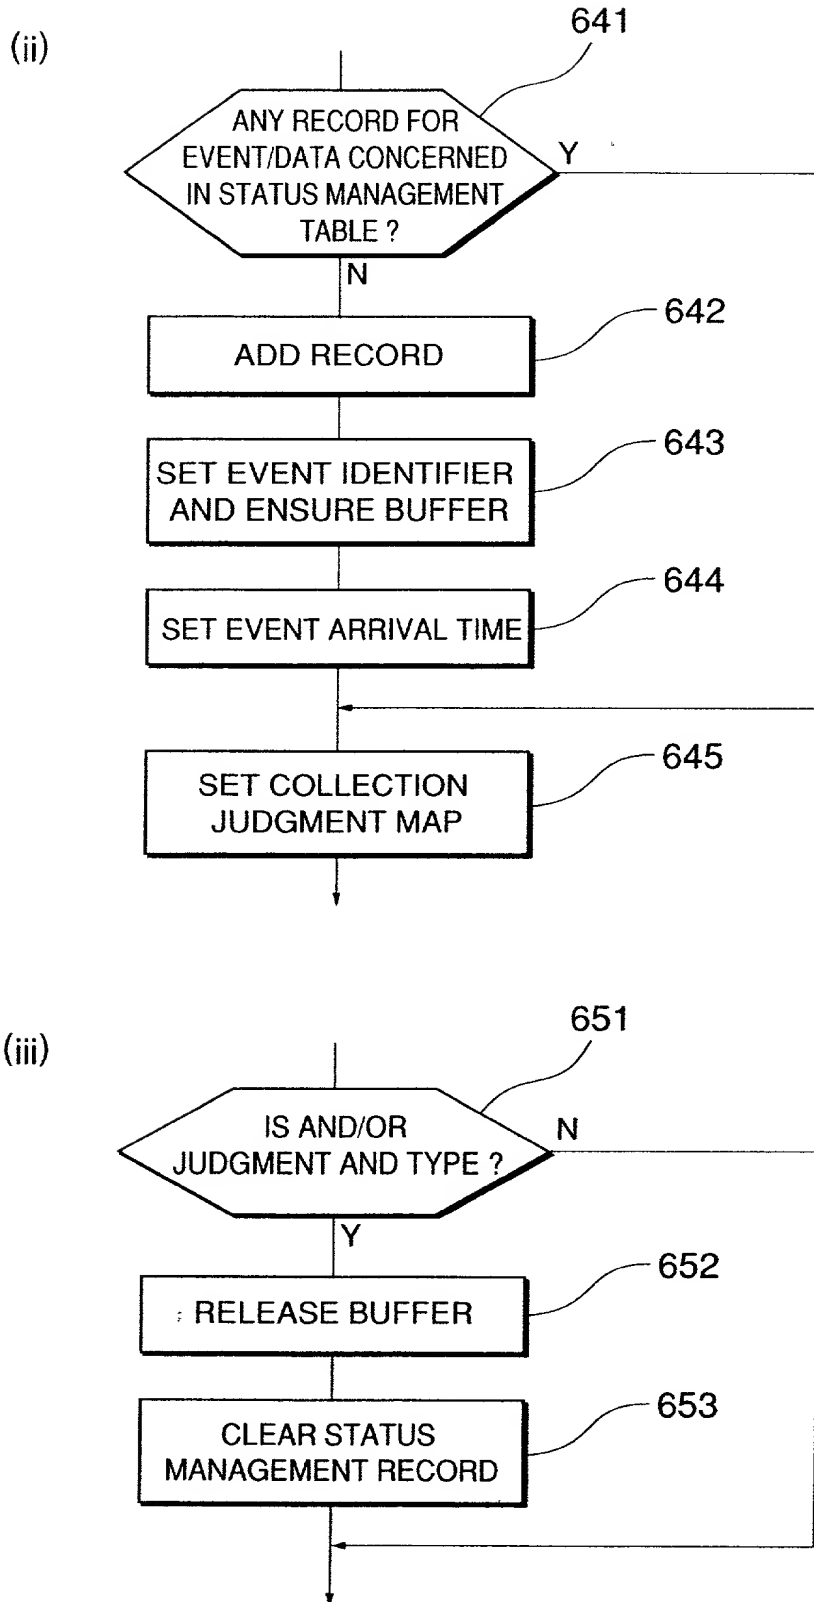 (ii)
641
ANY RECORD FOR
EVENT/DATA CONCERNED
IN STATUS MANAGEMENT
TABLE ?
Y
N
642
ADD RECORD
643
SET EVENT IDENTIFIER
AND ENSURE BUFFER
644
SET EVENT ARRIVAL TIME
645
SET COLLECTION
JUDGMENT MAP
(iii)
651
IS AND/OR
JUDGMENT AND TYPE ?
N
Y
652
RELEASE BUFFER
653
CLEAR STATUS
MANAGEMENT RECORD